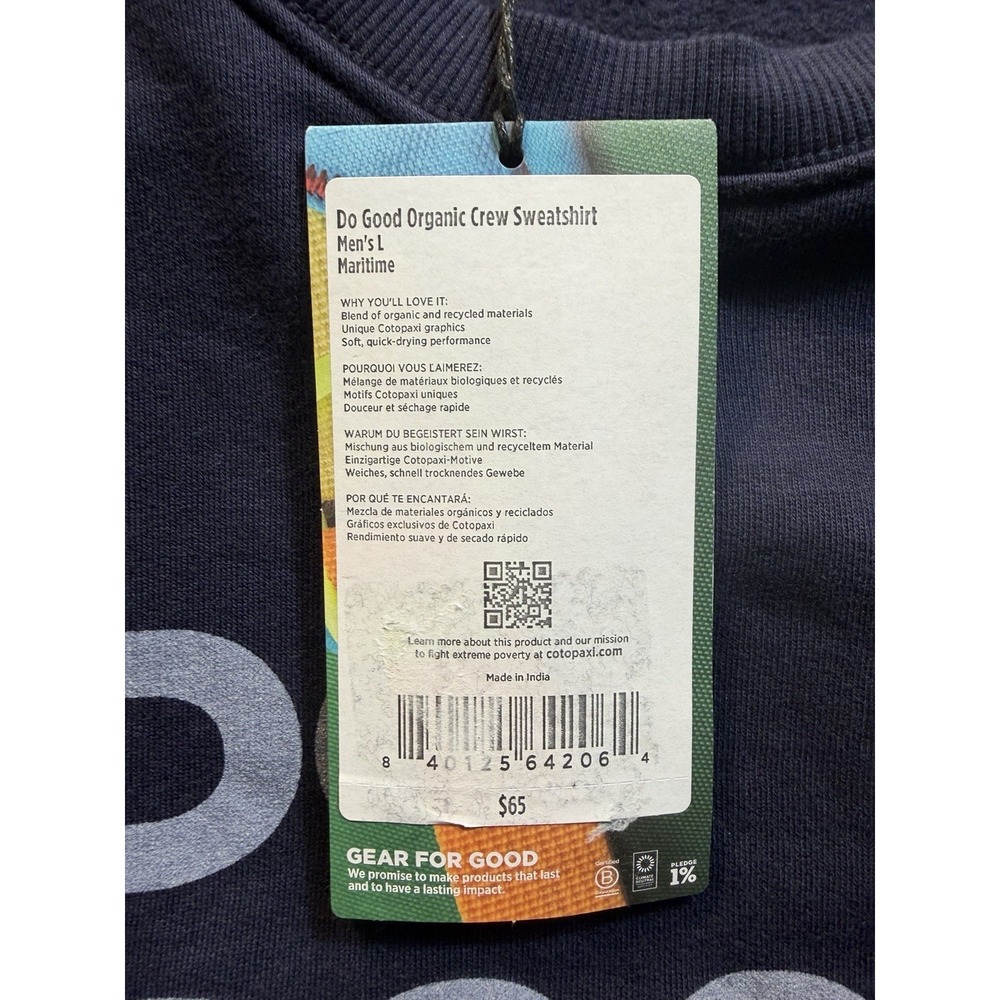 Do Good Organic Crew Sweatshirt
Men's L
Maritime
WHY YOU'LL LOVE IT:
Blend of organic and recycled materials
Unique Cotopaxi graphics
Soft, quick-drying performance
POURQUOI VOUS L'AIMEREZ:
Mélange de matériaux biologiques et recyclés
Motifs Cotopaxi uniques
Douceur et séchage rapide
WARUM DU BEGEISTERT SEIN WIRST:
Mischung aus biologischem und recyceltem Material
Einzigartige Cotopaxi-Motive
Weiches, schnell trocknendes Gewebe
POR QUÉ TE ENCANTARÁ:
Mezcla de materiales orgánicos y reciclados
Gráficos exclusivos de Cotopaxi
Rendimiento suave y de secado rápido
Learn more about this product and our mission
to fight extreme poverty at cotopaxi.com
Made in India
8 40125 64206 4
$65
GEAR FOR GOOD
We promise to make products that last
and to have a lasting impact.
Certified
B
CLIMATE
NEUTRAL
PLEDGE
1%